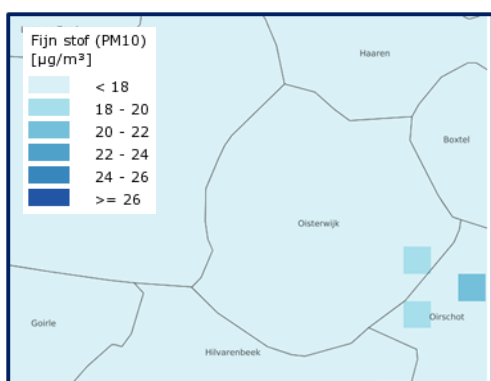 Fijn stof (PM10)
[µg/m³]
< 18
18 - 20
20 - 22
22 - 24
24 - 26
>= 26
Haaren
Boxtel
Oisterwijk
Oirschot
Goirle
Hilvarenbeek